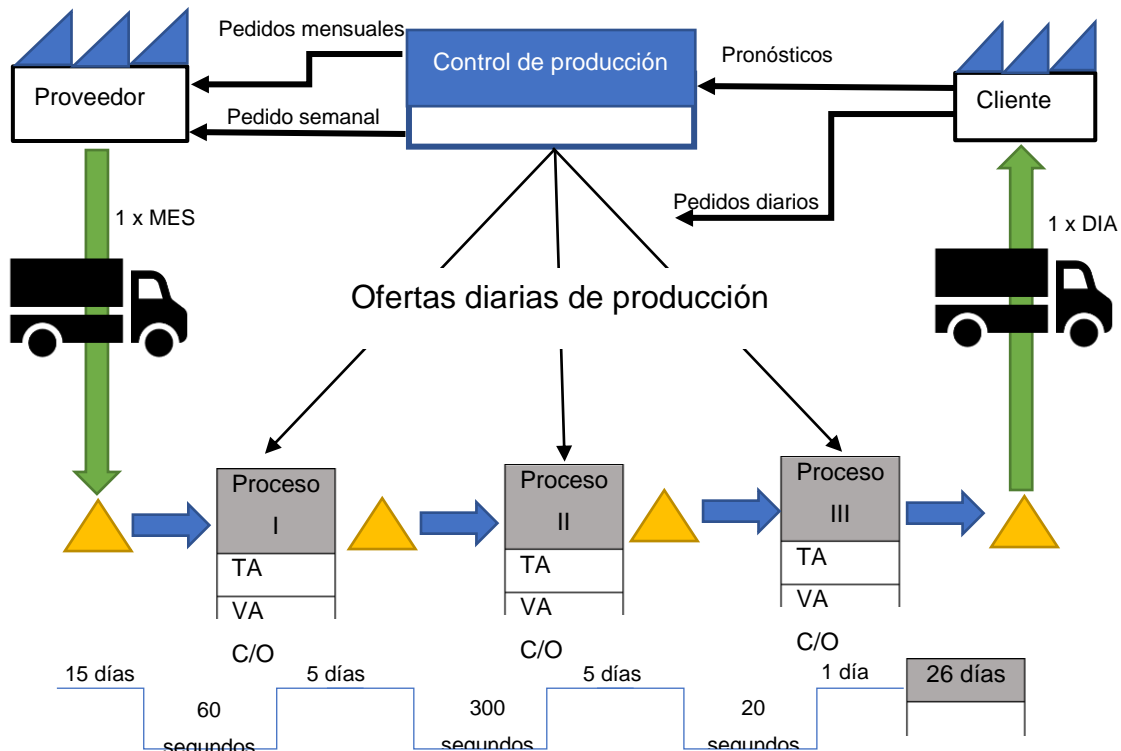 Pedidos mensuales
Control de producción
Pronósticos
Proveedor
Cliente
Pedido semanal
Pedidos diarios
1 x MES
1 x DIA
Ofertas diarias de producción
Proceso
I
TA
VA
C/O
Proceso
II
TA
VA
C/O
Proceso
III
TA
VA
C/O
15 días
60
segundos
5 días
300
segundos
5 días
20
segundos
1 día
26 días